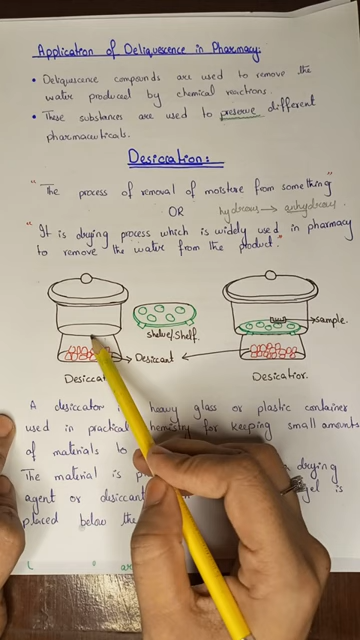 Application of Deliquescence in Pharmacy:
• Deliquescence compounds are used to remove the
water produced by chemical reactions.
• These substances are used to preserve different
pharmaceuticals.
Desiccation:
"The process of removal of moisture from something"
OR hydrous → anhydrous.
"It is drying process which is widely used in pharmacy
to remove the water from the product."
sample.
shelve/shelf.
Desiccant
Desiccat
Desicator.
A desiccator heavy glass or plastic container
used in practical chemistry for keeping small amounts
of materials
The material is drying
agent or desiccant gel is
placed below the